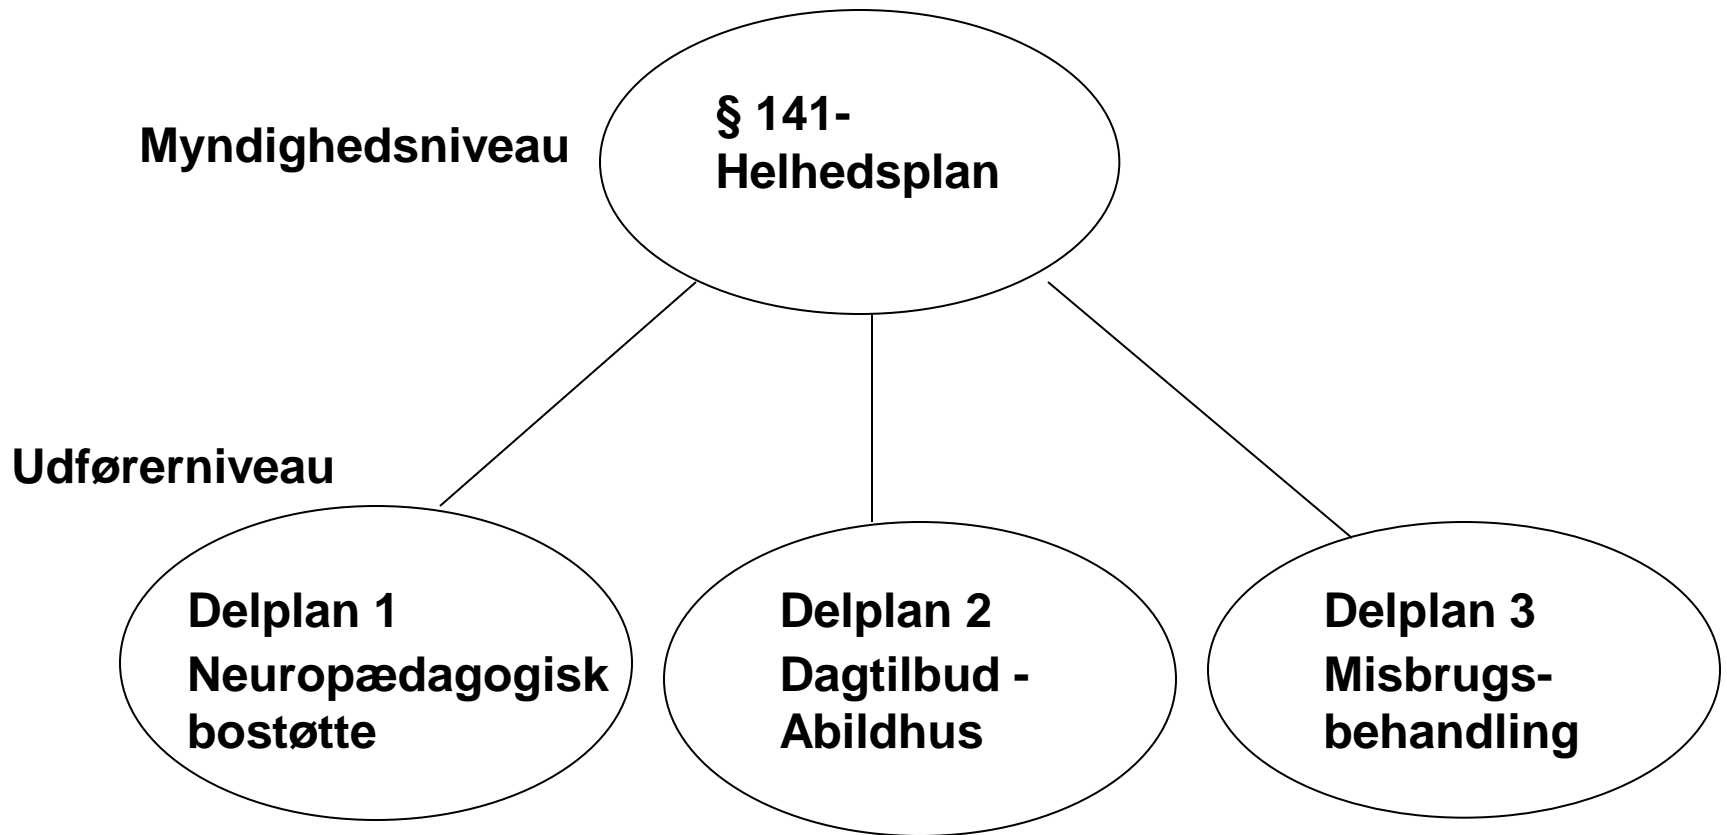 Myndighedsniveau
§ 141-
Helhedsplan
Udførerniveau
Delplan 1
Neuropædagogisk
bostøtte
Delplan 2
Dagtilbud -
Abildhus
Delplan 3
Misbrugs-
behandling